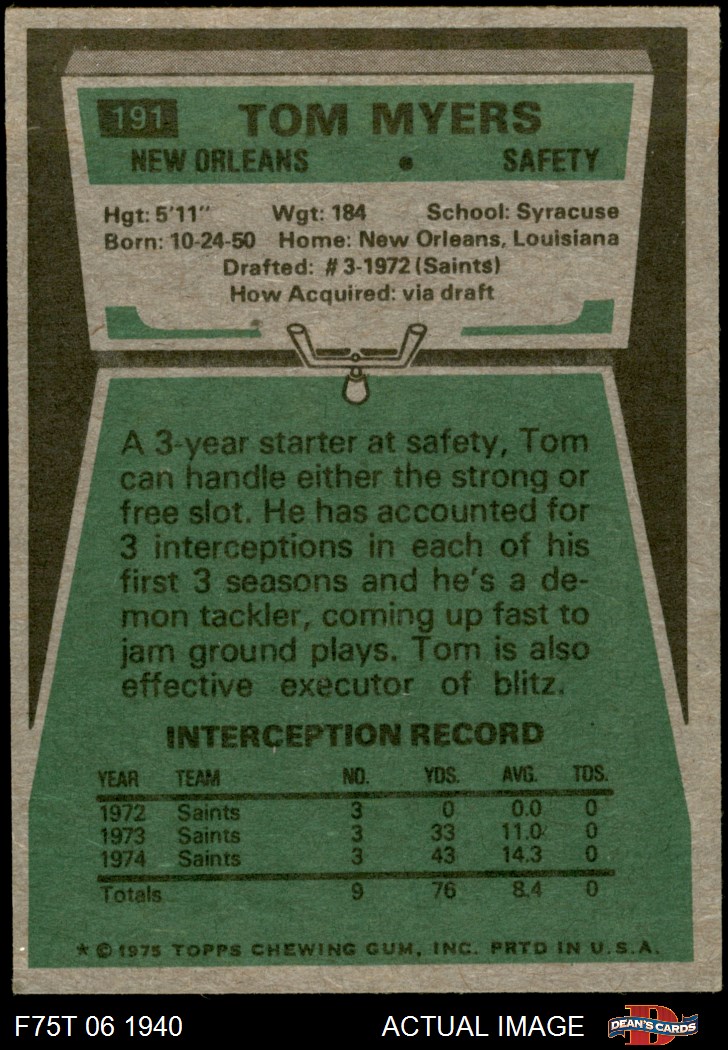 191 TOM MYERS
NEW ORLEANS • SAFETY
Hgt: 5'11" Wgt: 184 School: Syracuse
Born: 10-24-50 Home: New Orleans, Louisiana
Drafted: #3-1972 (Saints)
How Acquired: via draft
A 3-year starter at safety, Tom
can handle either the strong or
free slot. He has accounted for
3 interceptions in each of his
first 3 seasons and he's a de-
mon tackler, coming up fast to
jam ground plays. Tom is also
effective executor of blitz.
INTERCEPTION RECORD
YEAR TEAM NO. YDS. AVG. TDS.
1972 Saints 3 0 0.0 0
1973 Saints 3 33 11.0 0
1974 Saints 3 43 14.3 0
Totals 9 76 8.4 0
* © 1975 TOPPS CHEWING GUM, INC. PRTD IN U.S.A.
F75T 06 1940 ACTUAL IMAGE DEAN'S CARDS